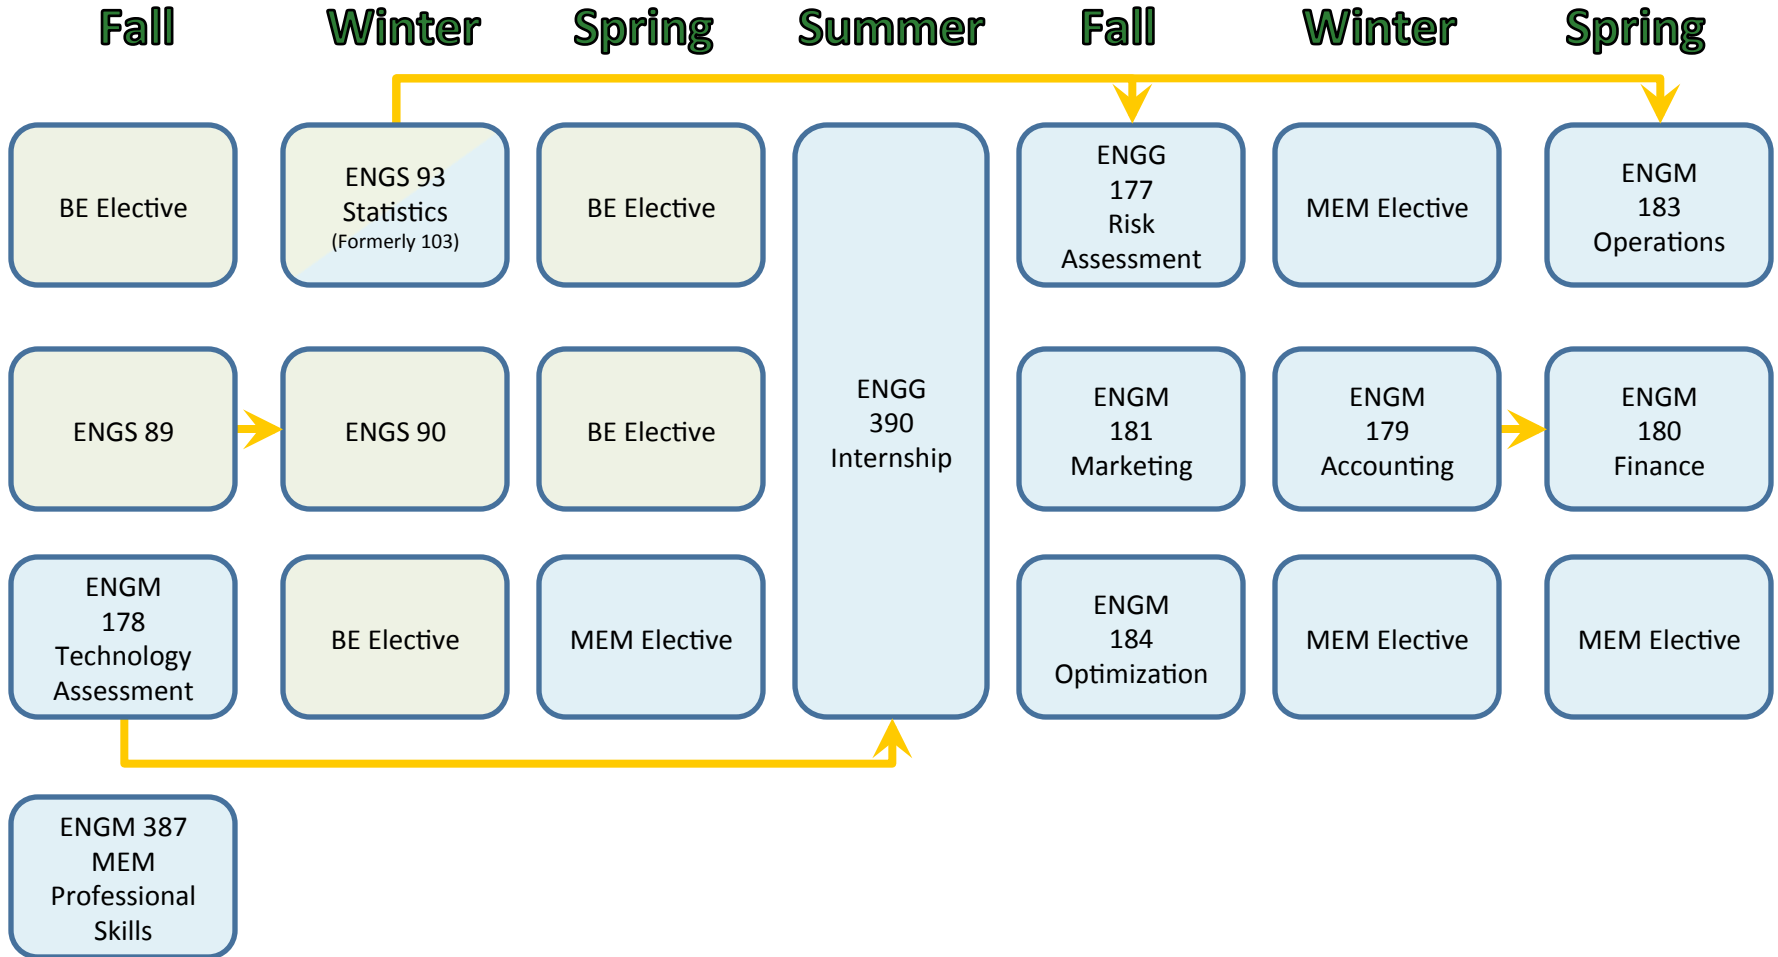 Fall Winter Spring Summer Fall Winter Spring
BE Elective
ENGS 93
Statistics
(Formerly 103)
BE Elective
ENGG
177
Risk
Assessment
MEM Elective
ENGM
183
Operations
ENGS 89
ENGS 90
BE Elective
ENGG
390
Internship
ENGM
181
Marketing
ENGM
179
Accounting
ENGM
180
Finance
ENGM
178
Technology
Assessment
BE Elective
MEM Elective
ENGM
184
Optimization
MEM Elective
MEM Elective
ENGM 387
MEM
Professional
Skills